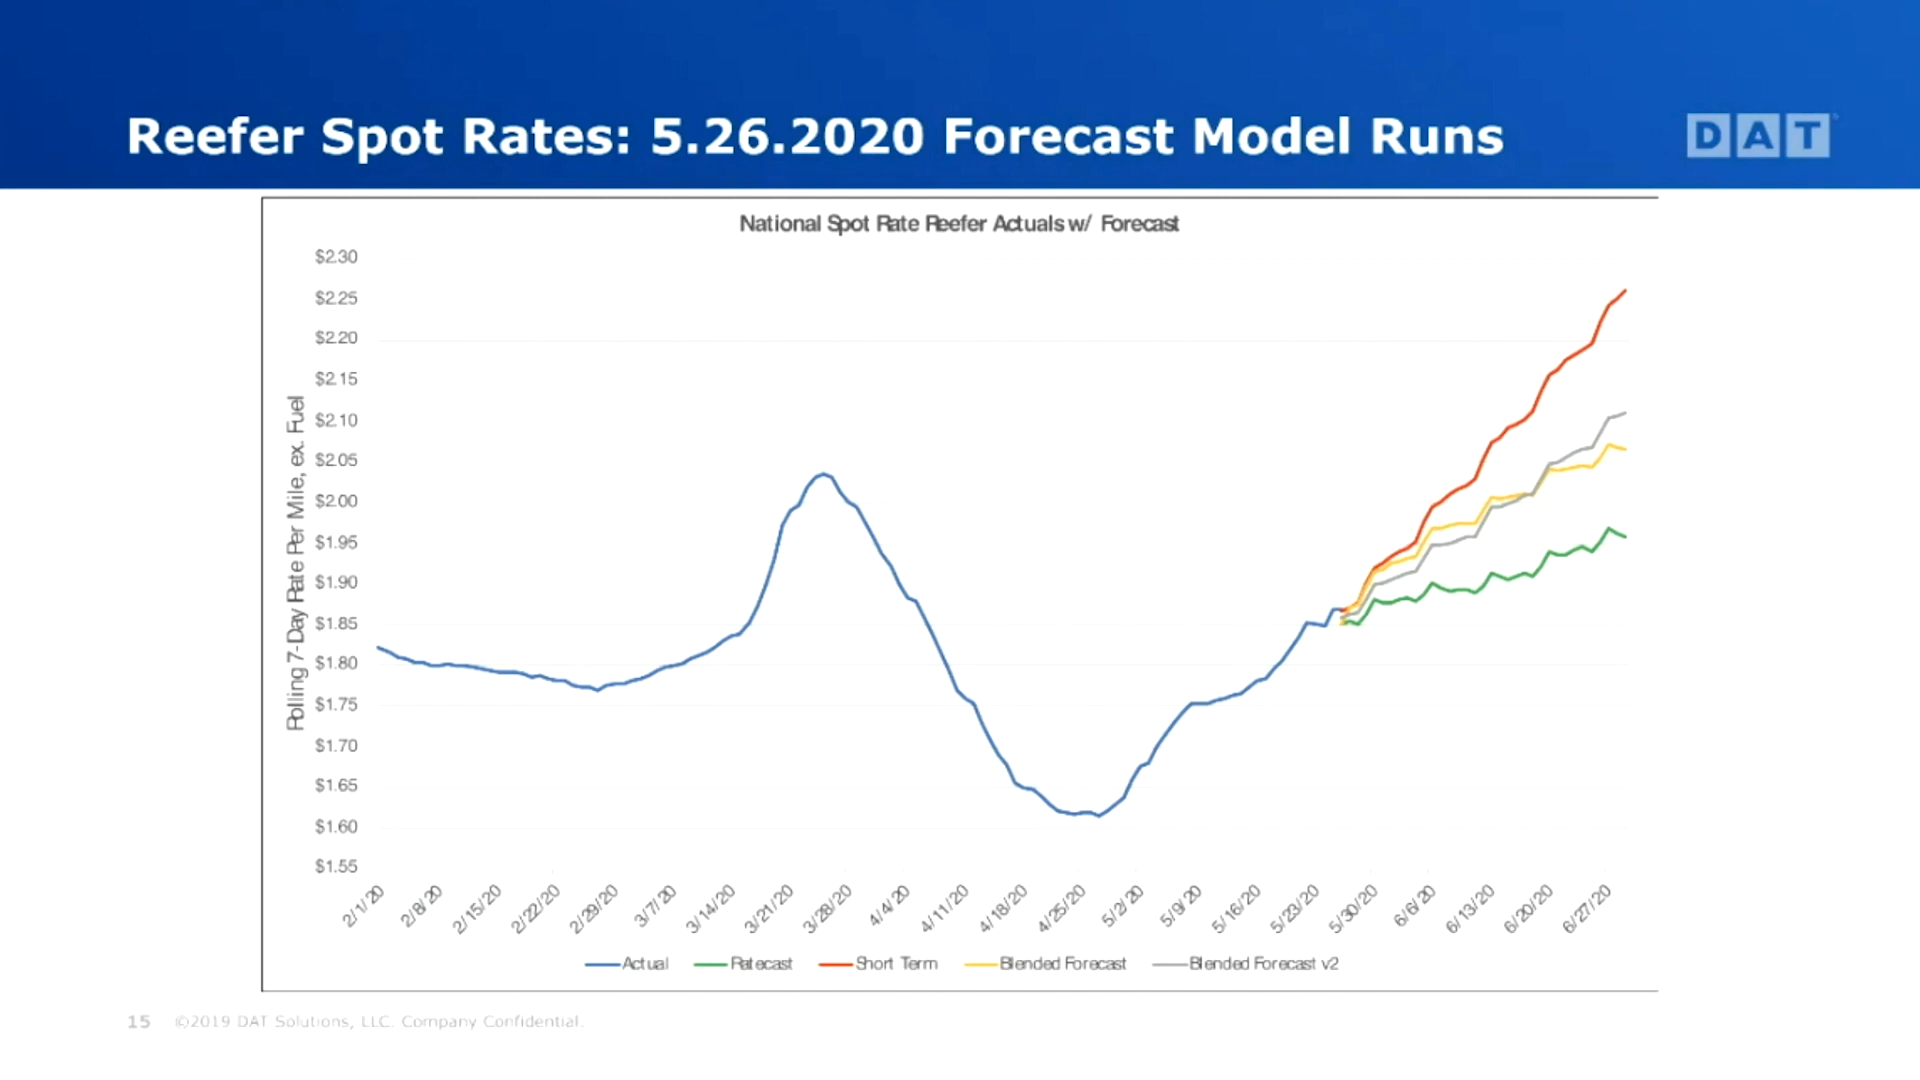 Reefer Spot Rates: 5.26.2020 Forecast Model Runs
DAT
National Spot Rate Reefer Actuals w/ Forecast
Rolling 7-Day Rate Per Mile, ex. Fuel
$2.30
$2.25
$2.20
$2.15
$2.10
$2.05
$2.00
$1.95
$1.90
$1.85
$1.80
$1.75
$1.70
$1.65
$1.60
$1.55
2/1/20 2/8/20 2/15/20 2/22/20 2/29/20 3/7/20 3/14/20 3/21/20 3/28/20 4/4/20 4/11/20 4/18/20 4/25/20 5/2/20 5/9/20 5/16/20 5/23/20 5/30/20 6/6/20 6/13/20 6/20/20 6/27/20
Actual Ratecast Short Term Blended Forecast Blended Forecast v2
15 ©2019 DAT Solutions, LLC. Company Confidential.